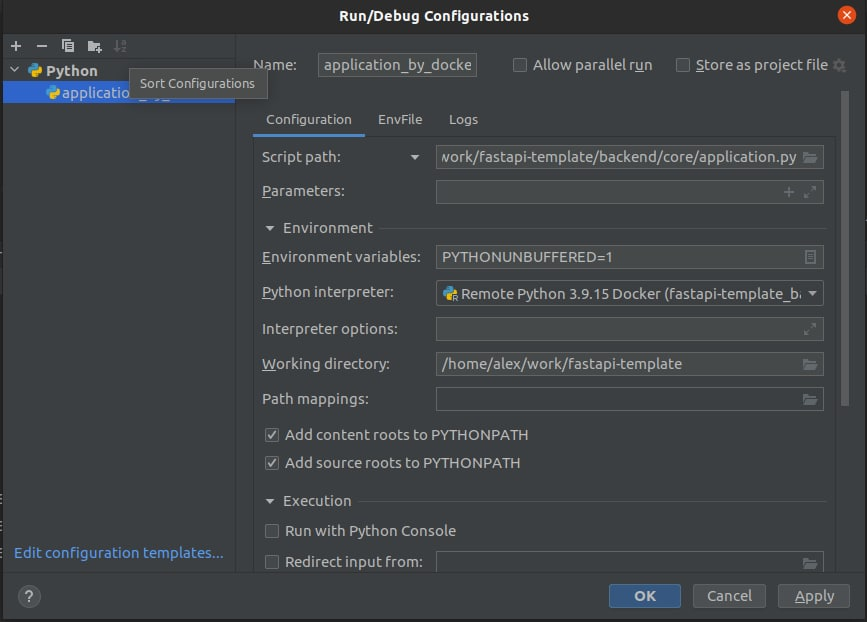 Run/Debug Configurations
Python
Sort Configurations
applicatio
Edit configuration templates...
Name:
application_by_docke
Allow parallel run
Store as project file
Configuration
EnvFile
Logs
Script path:
work/fastapi-template/backend/core/application.py
Parameters:
Environment
Environment variables:
PYTHONUNBUFFERED=1
Python interpreter:
Remote Python 3.9.15 Docker (fastapi-template_ba
Interpreter options:
Working directory:
/home/alex/work/fastapi-template
Path mappings:
Add content roots to PYTHONPATH
Add source roots to PYTHONPATH
Execution
Run with Python Console
Redirect input from:
?
OK
Cancel
Apply